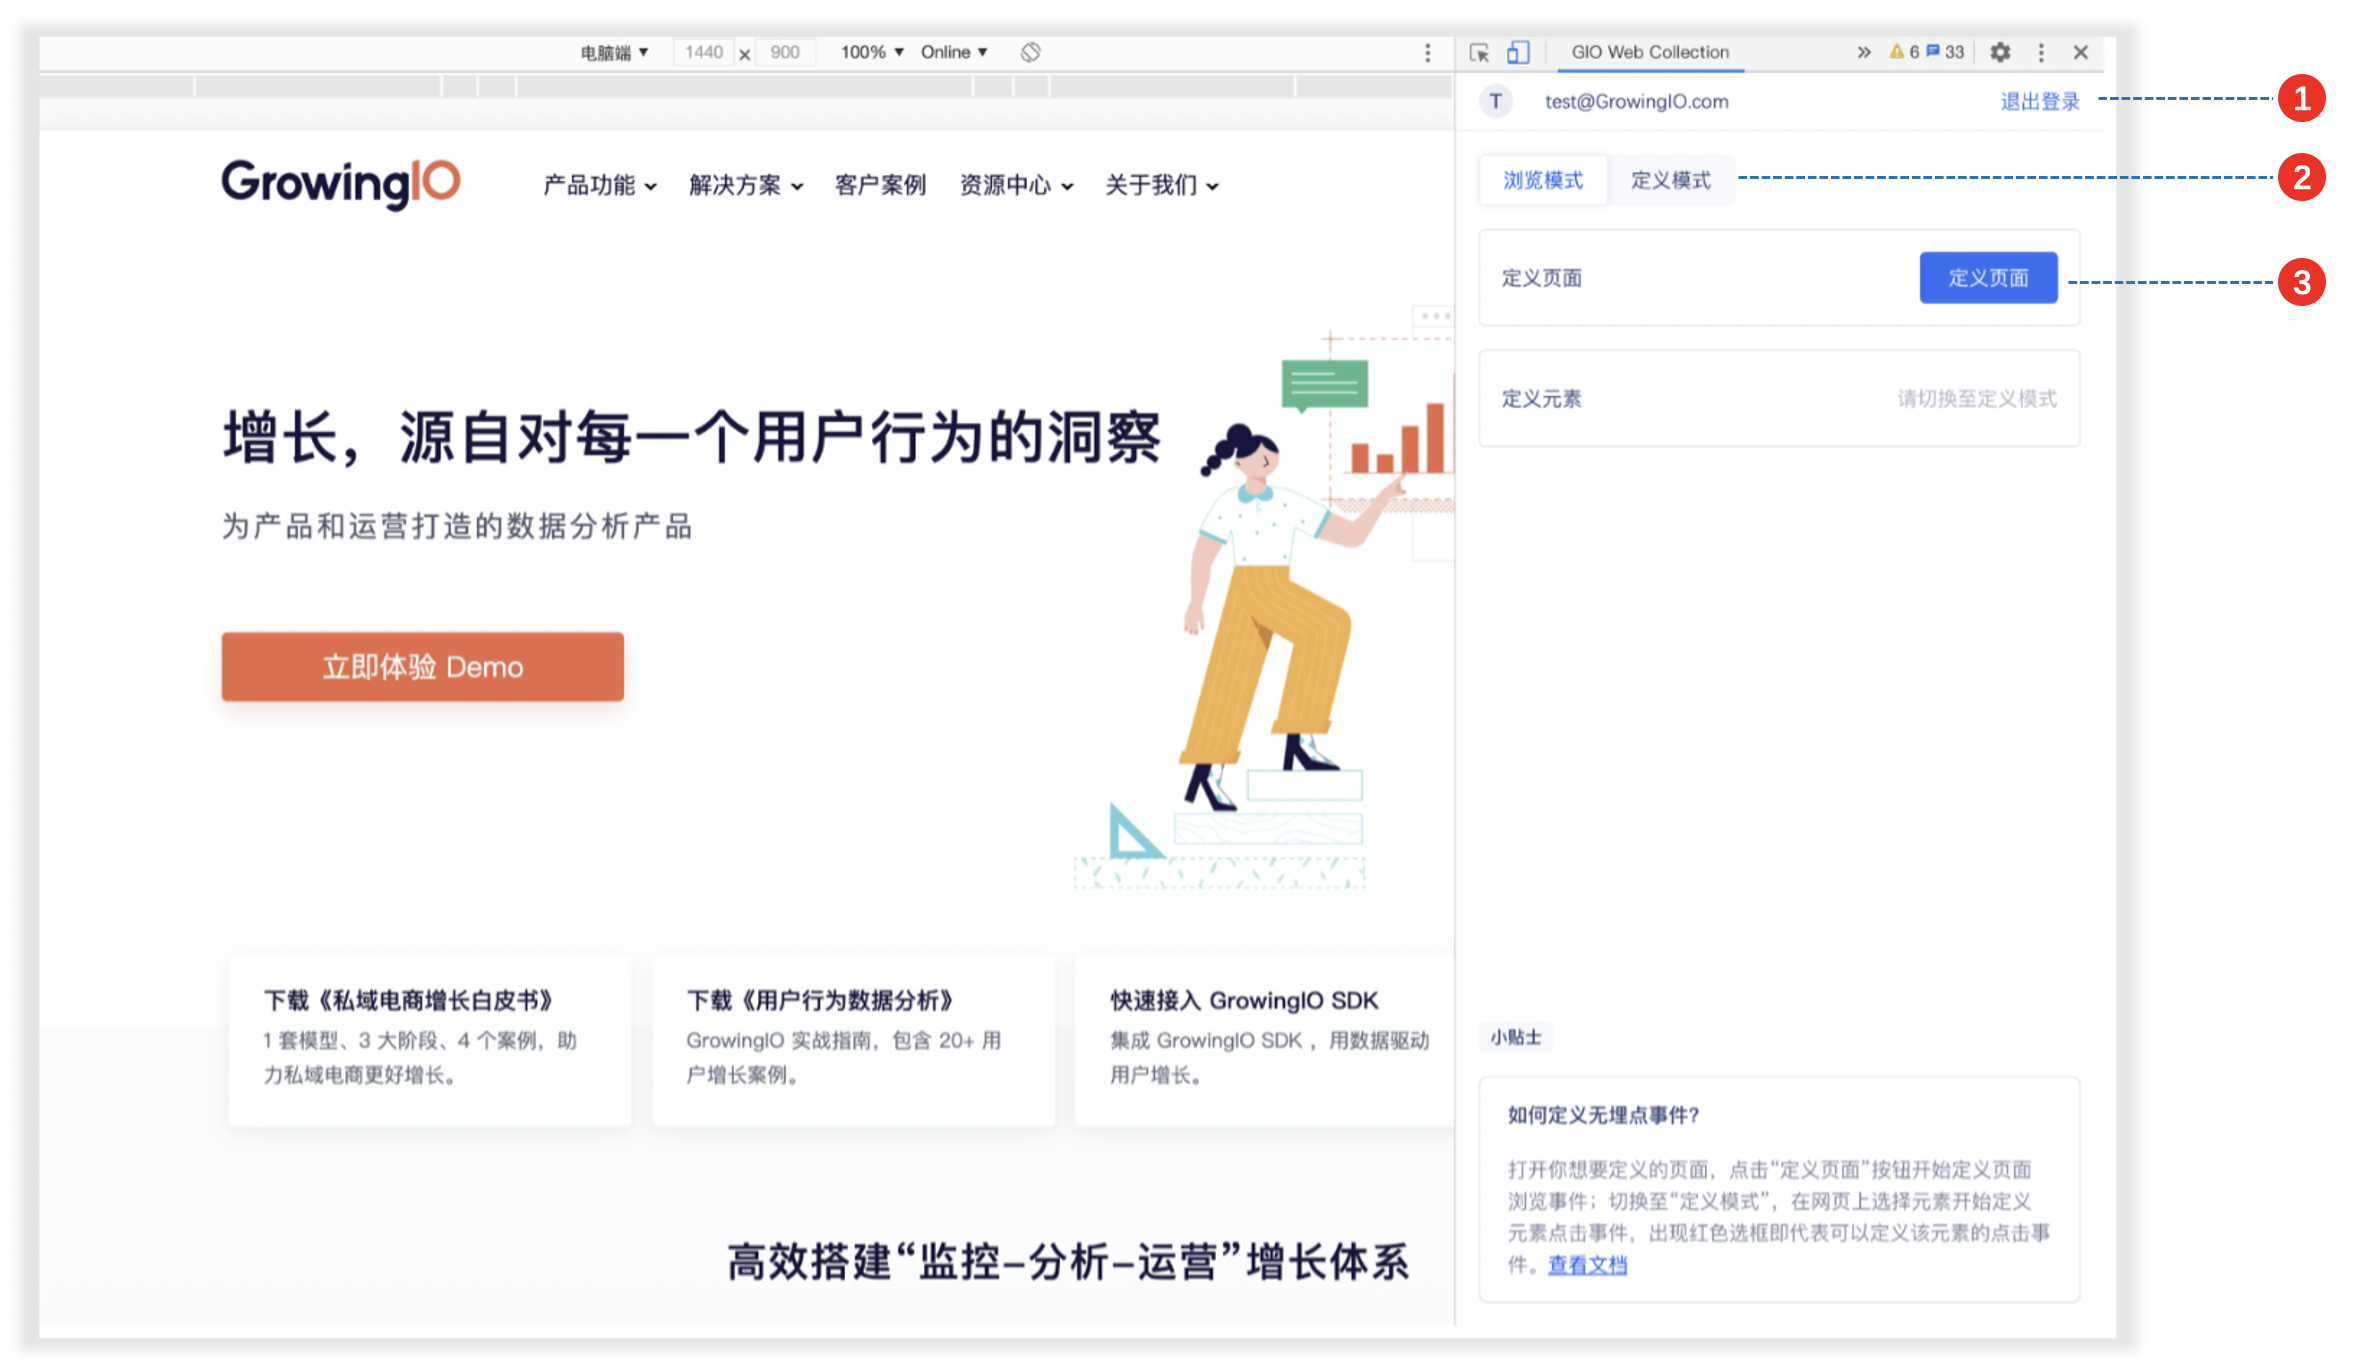 电脑端 ▼ 1440 × 900 100% ▼ Online ▼
GIO Web Collection
» 6 33
T test@GrowingIO.com 退出登录 1
浏览模式 定义模式 2
定义页面 定义页面 3
定义元素 请切换至定义模式
GrowingIO 产品功能 解决方案 客户案例 资源中心 关于我们
增长，源自对每一个用户行为的洞察
为产品和运营打造的数据分析产品
立即体验 Demo
下载《私域电商增长白皮书》
1 套模型、3 大阶段、4 个案例，助
力私域电商更好增长。
下载《用户行为数据分析》
GrowingIO 实战指南，包含 20+ 用
户增长案例。
快速接入 GrowingIO SDK
集成 GrowingIO SDK ，用数据驱动
用户增长。
高效搭建“监控–分析–运营”增长体系
小贴士
如何定义无埋点事件?
打开你想要定义的页面，点击“定义页面”按钮开始定义页面
浏览事件；切换至“定义模式”，在网页上选择元素开始定义
元素点击事件，出现红色选框即代表可以定义该元素的点击事
件。查看文档